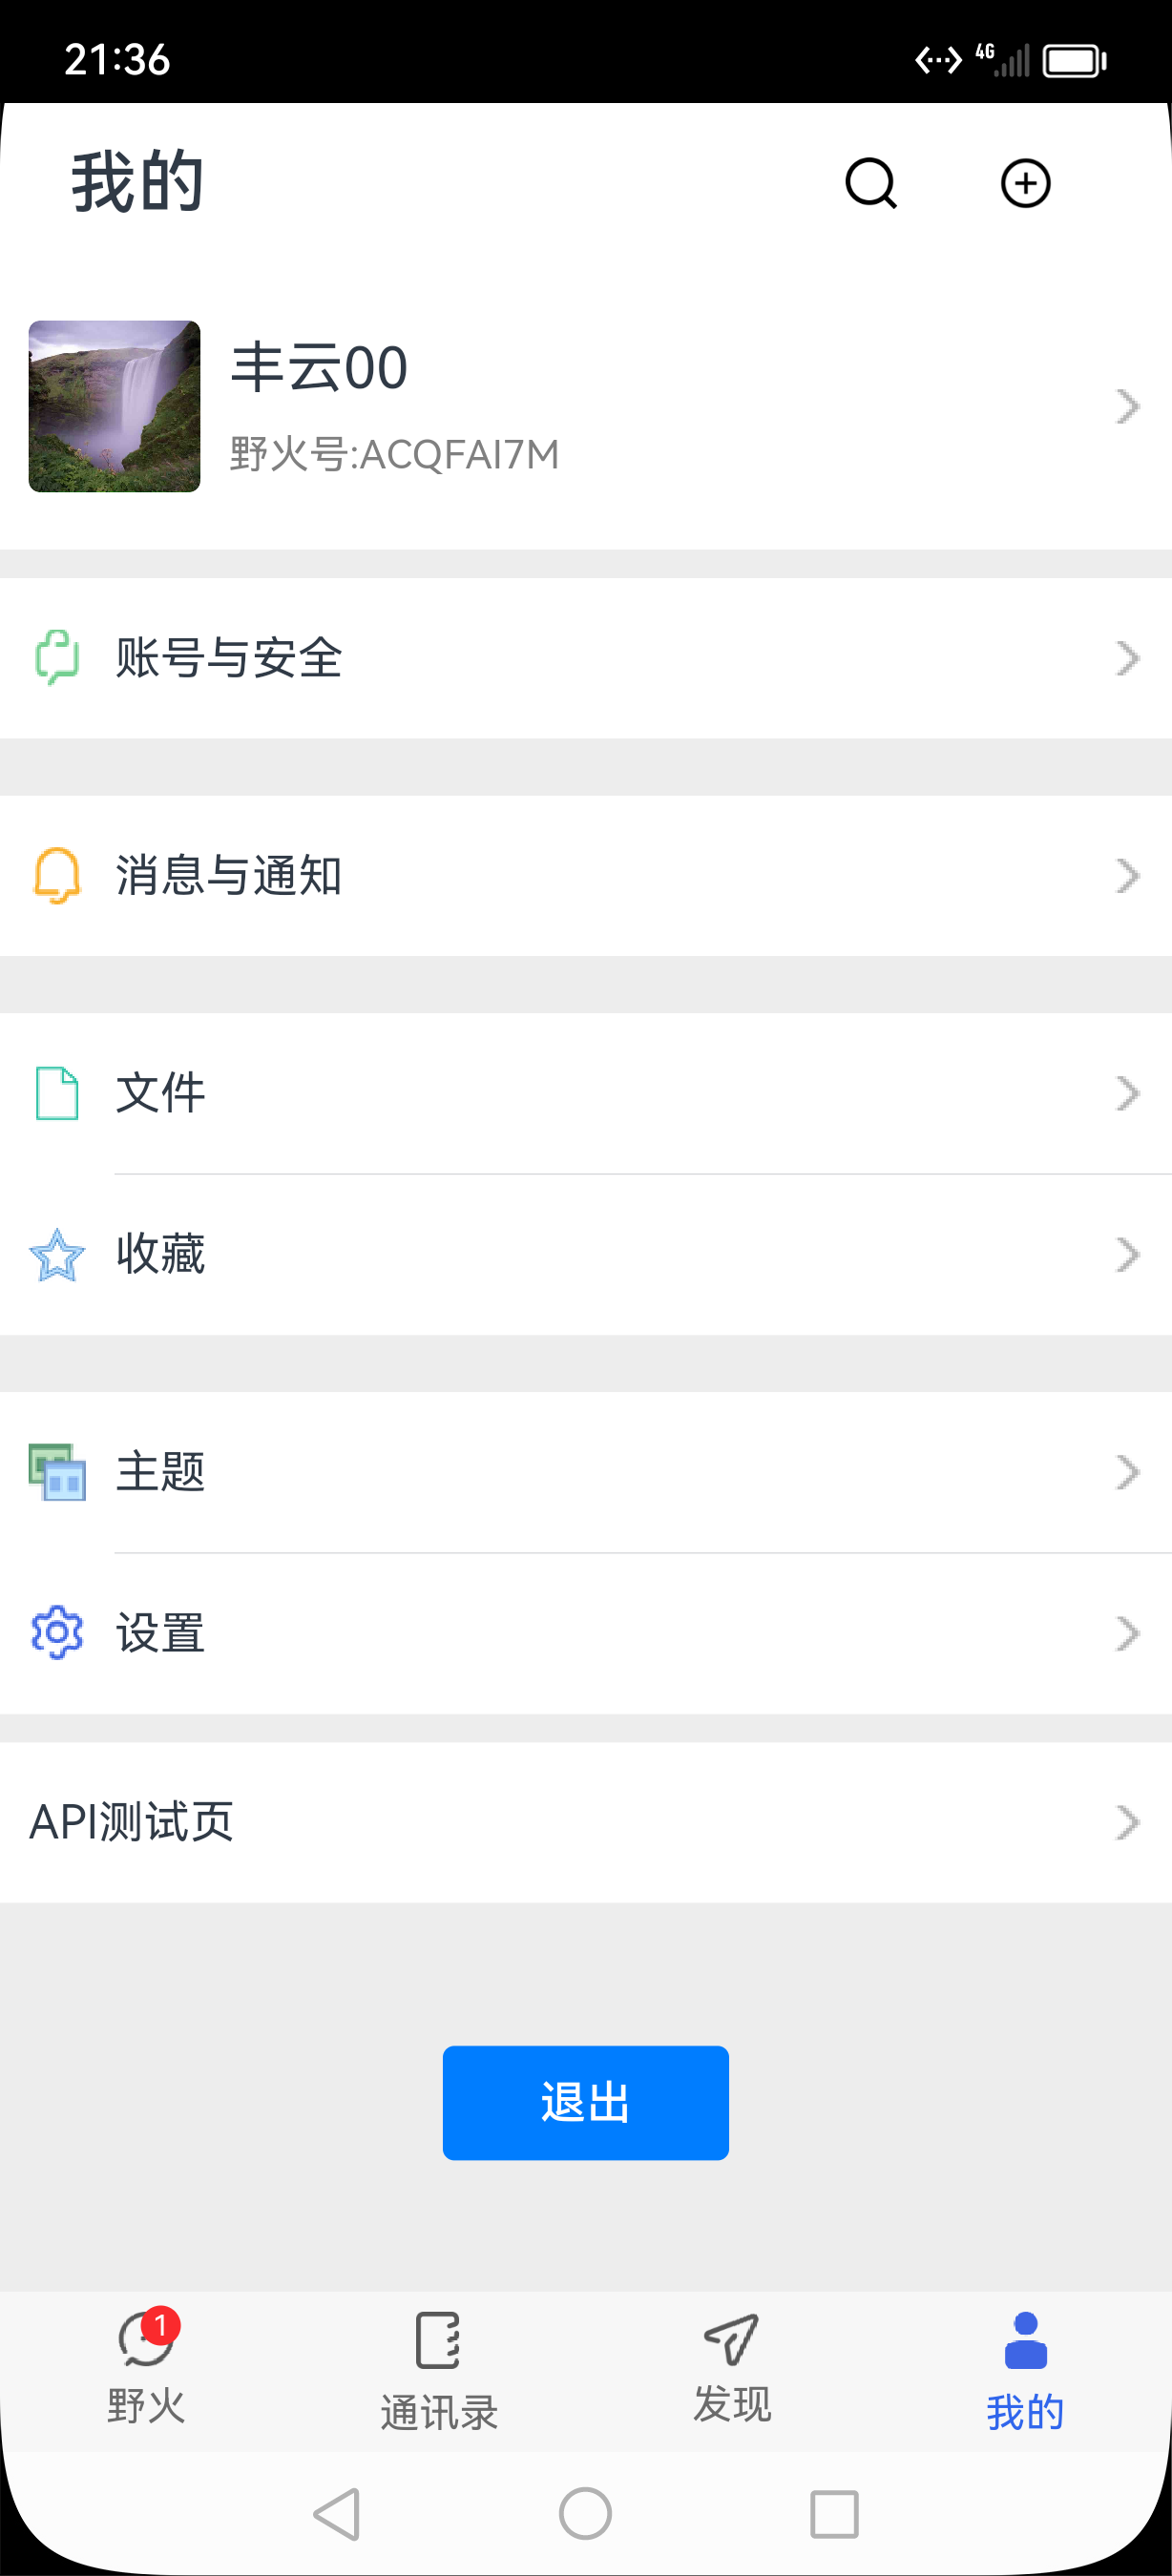 21:36
4G
我的
丰云00
野火号:ACQFAI7M
账号与安全
消息与通知
文件
收藏
主题
设置
API测试页
退出
1
野火
通讯录
发现
我的